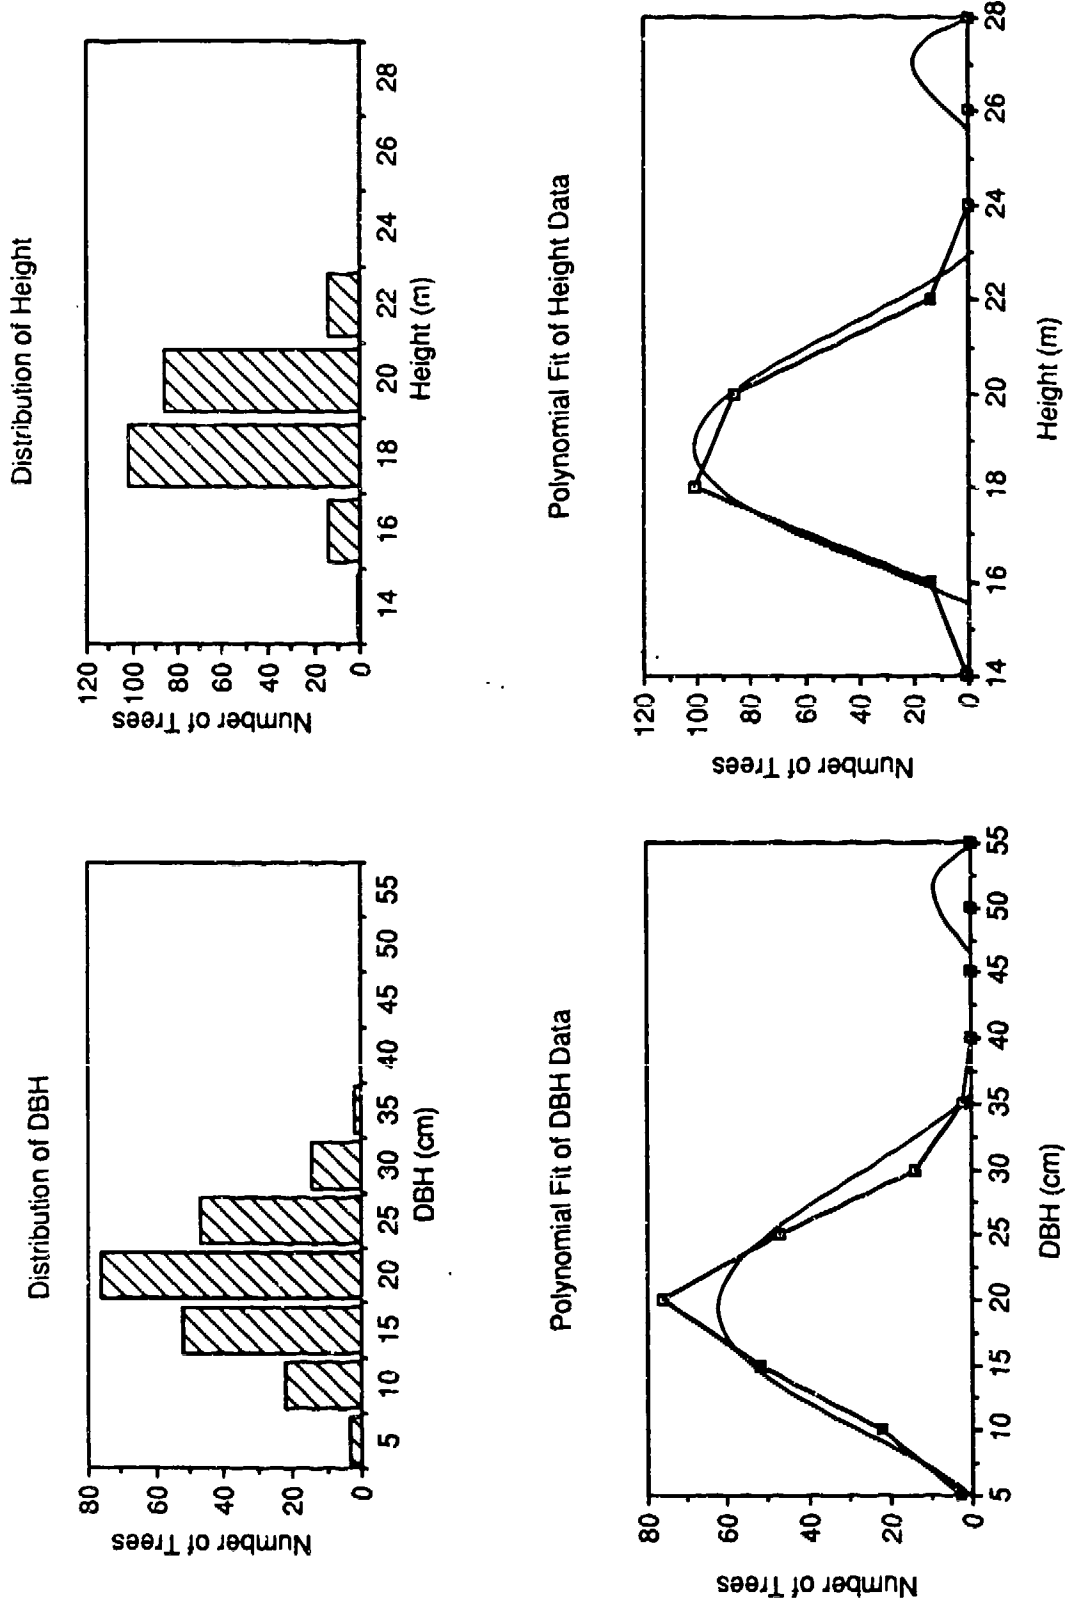 Distribution of DBH
Number of Trees
80
60
40
20
0
5 10 15 20 25 30 35 40 45 50 55
DBH (cm)
Distribution of Height
Number of Trees
120
100
80
60
40
20
0
14 16 18 20 22 24 26 28
Height (m)
Polynomial Fit of DBH Data
Number of Trees
80
60
40
20
0
5 10 15 20 25 30 35 40 45 50 55
DBH (cm)
Polynomial Fit of Height Data
Number of Trees
120
100
80
60
40
20
0
14 16 18 20 22 24 26 28
Height (m)